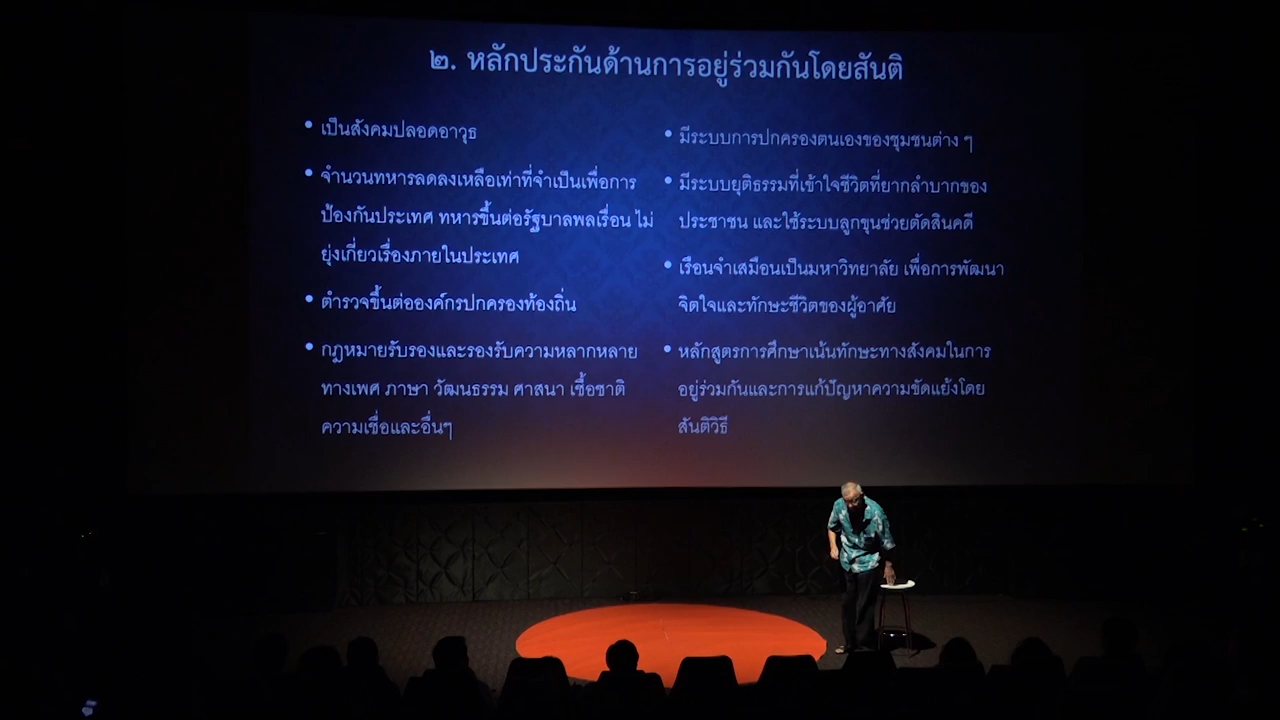 ๒. หลักประกันด้านการอยู่ร่วมกันโดยสันติ
• เป็นสังคมปลอดอาวุธ
• จำนวนทหารลดลงเหลือเท่าที่จำเป็นเพื่อการ
ป้องกันประเทศ ทหารขึ้นต่อรัฐบาลพลเรือน ไม่
ยุ่งเกี่ยวเรื่องภายในประเทศ
• ตำรวจขึ้นต่อองค์กรปกครองท้องถิ่น
• กฎหมายรับรองและรองรับความหลากหลาย
ทางเพศ ภาษา วัฒนธรรม ศาสนา เชื้อชาติ
ความเชื่อและอื่นๆ
• มีระบบการปกครองตนเองของชุมชนต่าง ๆ
• มีระบบยุติธรรมที่เข้าใจชีวิตที่ยากลำบากของ
ประชาชน และใช้ระบบลูกขุนช่วยตัดสินคดี
• เรือนจำเสมือนเป็นมหาวิทยาลัย เพื่อการพัฒนา
จิตใจและทักษะชีวิตของผู้อาศัย
• หลักสูตรการศึกษาเน้นทักษะทางสังคมในการ
อยู่ร่วมกันและการแก้ปัญหาความขัดแย้งโดย
สันติวิธี